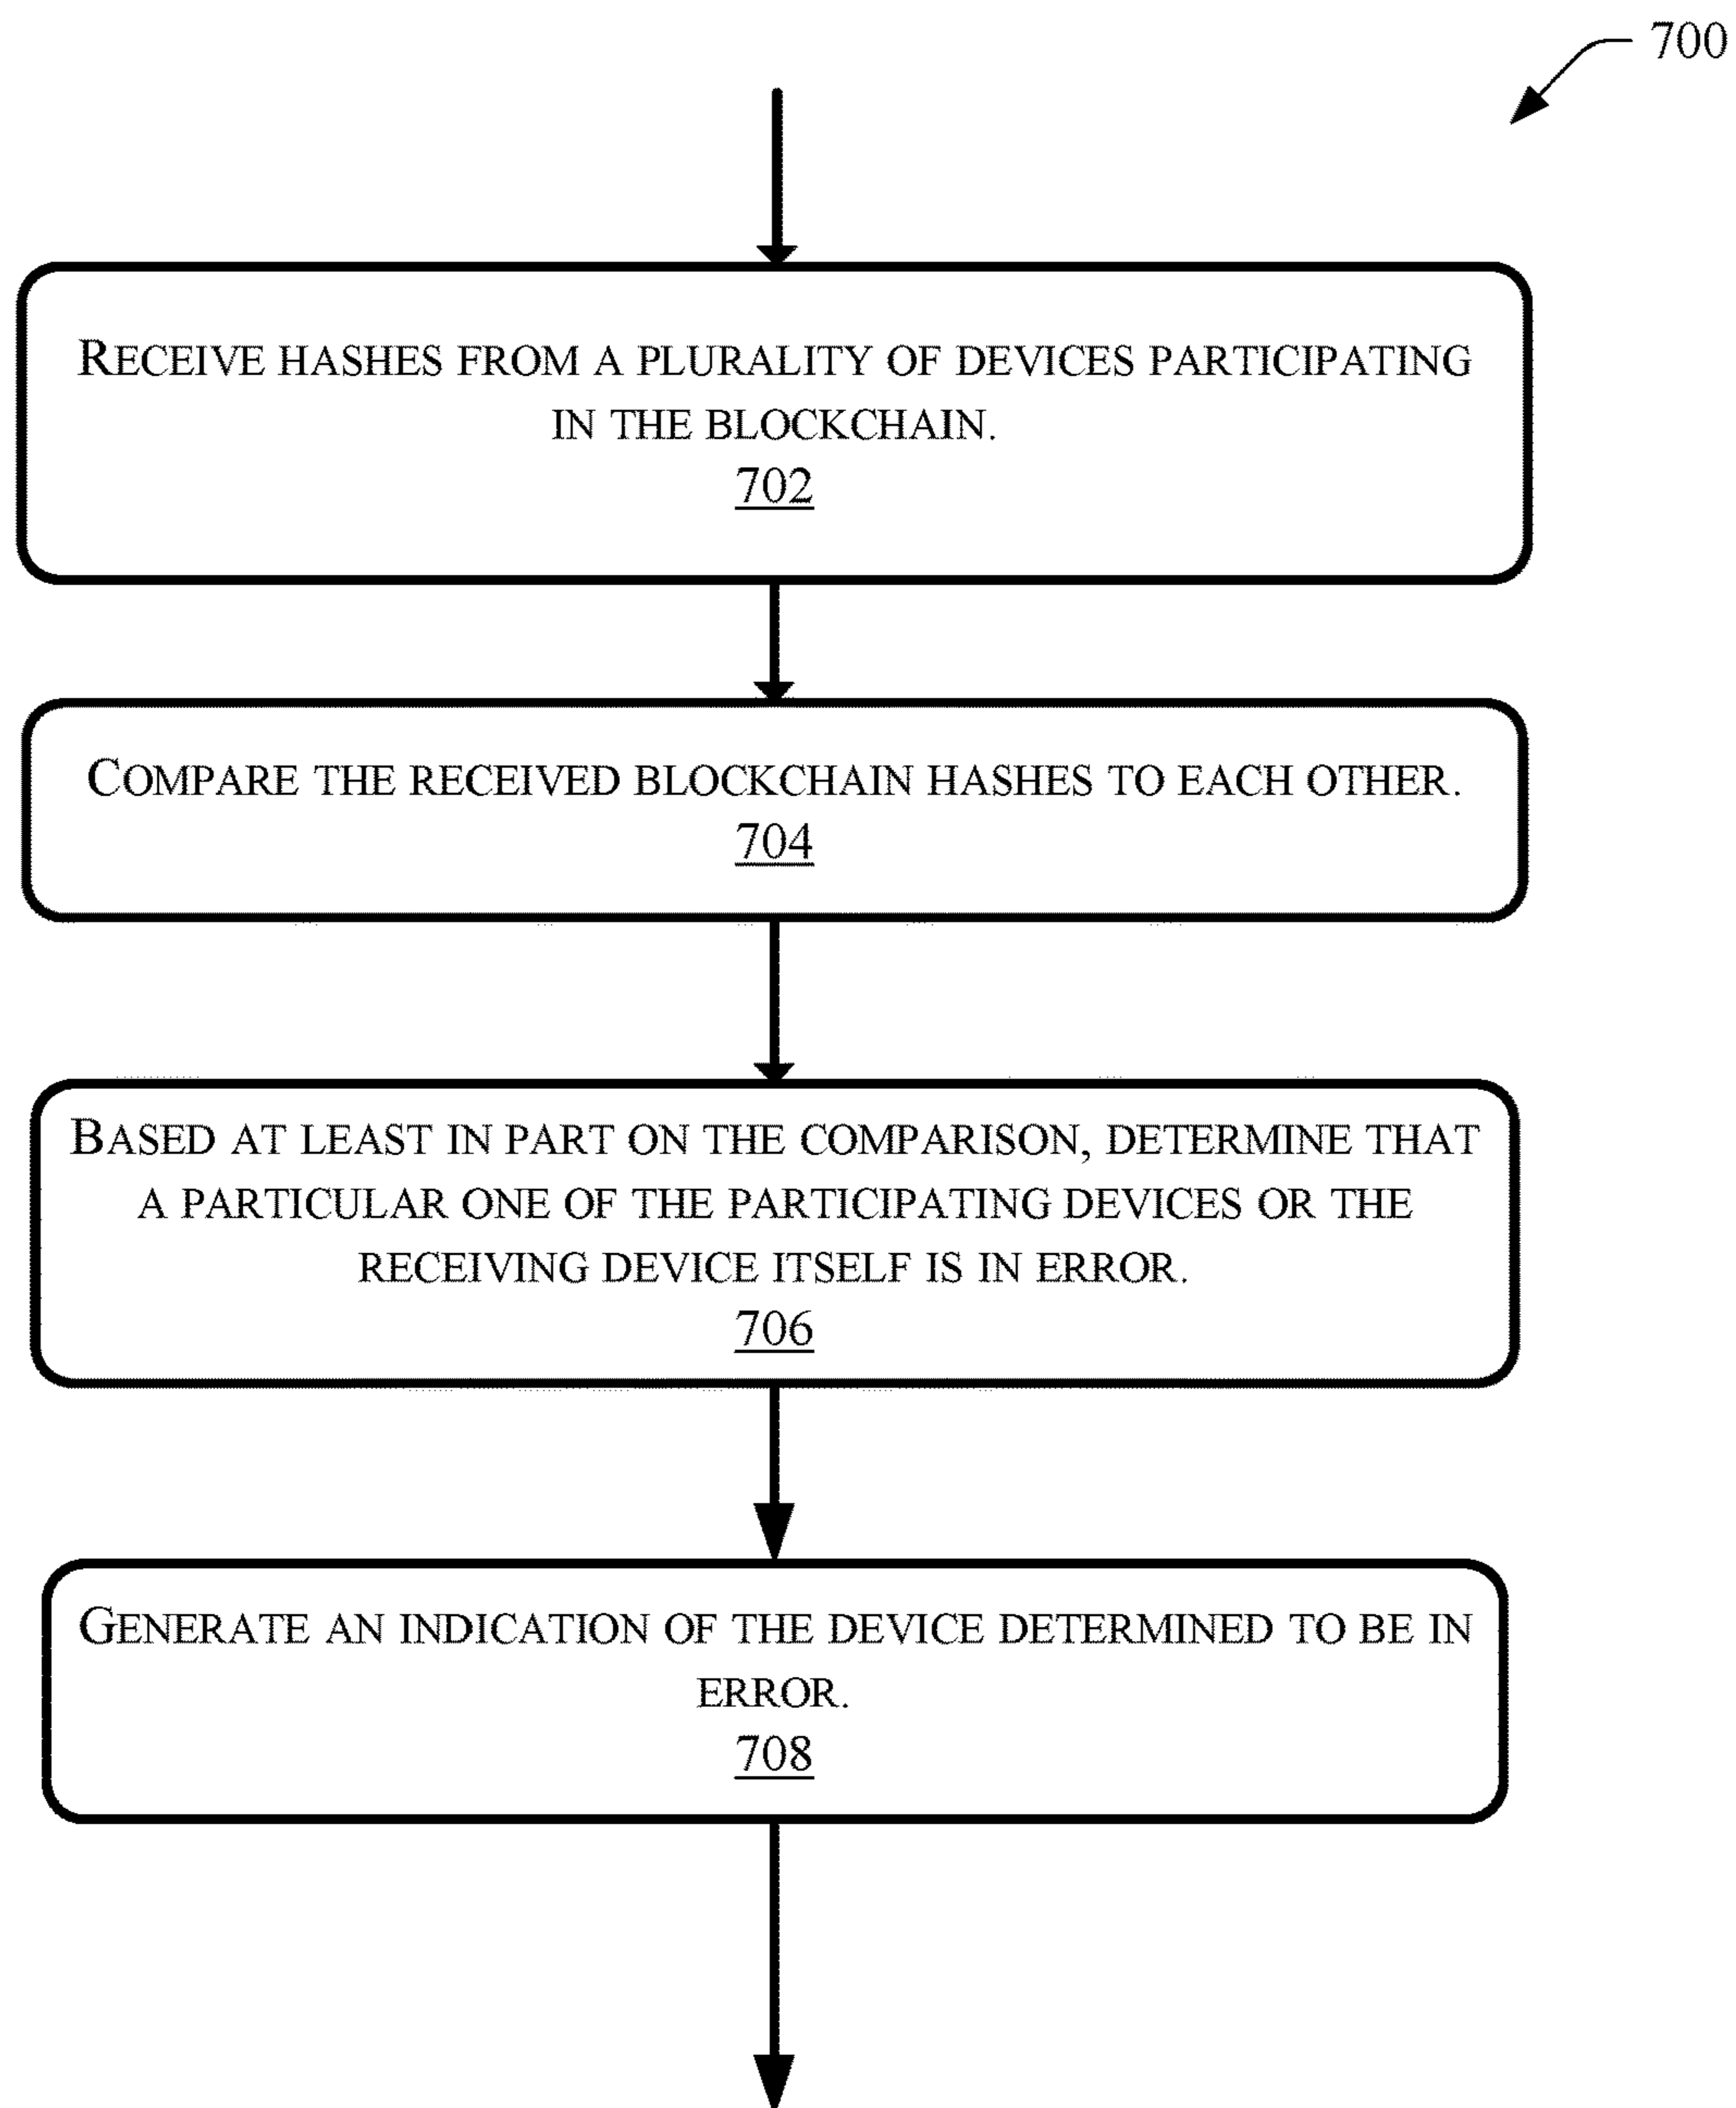 700
RECEIVE HASHES FROM A PLURALITY OF DEVICES PARTICIPATING
IN THE BLOCKCHAIN.
702
COMPARE THE RECEIVED BLOCKCHAIN HASHES TO EACH OTHER.
704
BASED AT LEAST IN PART ON THE COMPARISON, DETERMINE THAT
A PARTICULAR ONE OF THE PARTICIPATING DEVICES OR THE
RECEIVING DEVICE ITSELF IS IN ERROR.
706
GENERATE AN INDICATION OF THE DEVICE DETERMINED TO BE IN
ERROR.
708